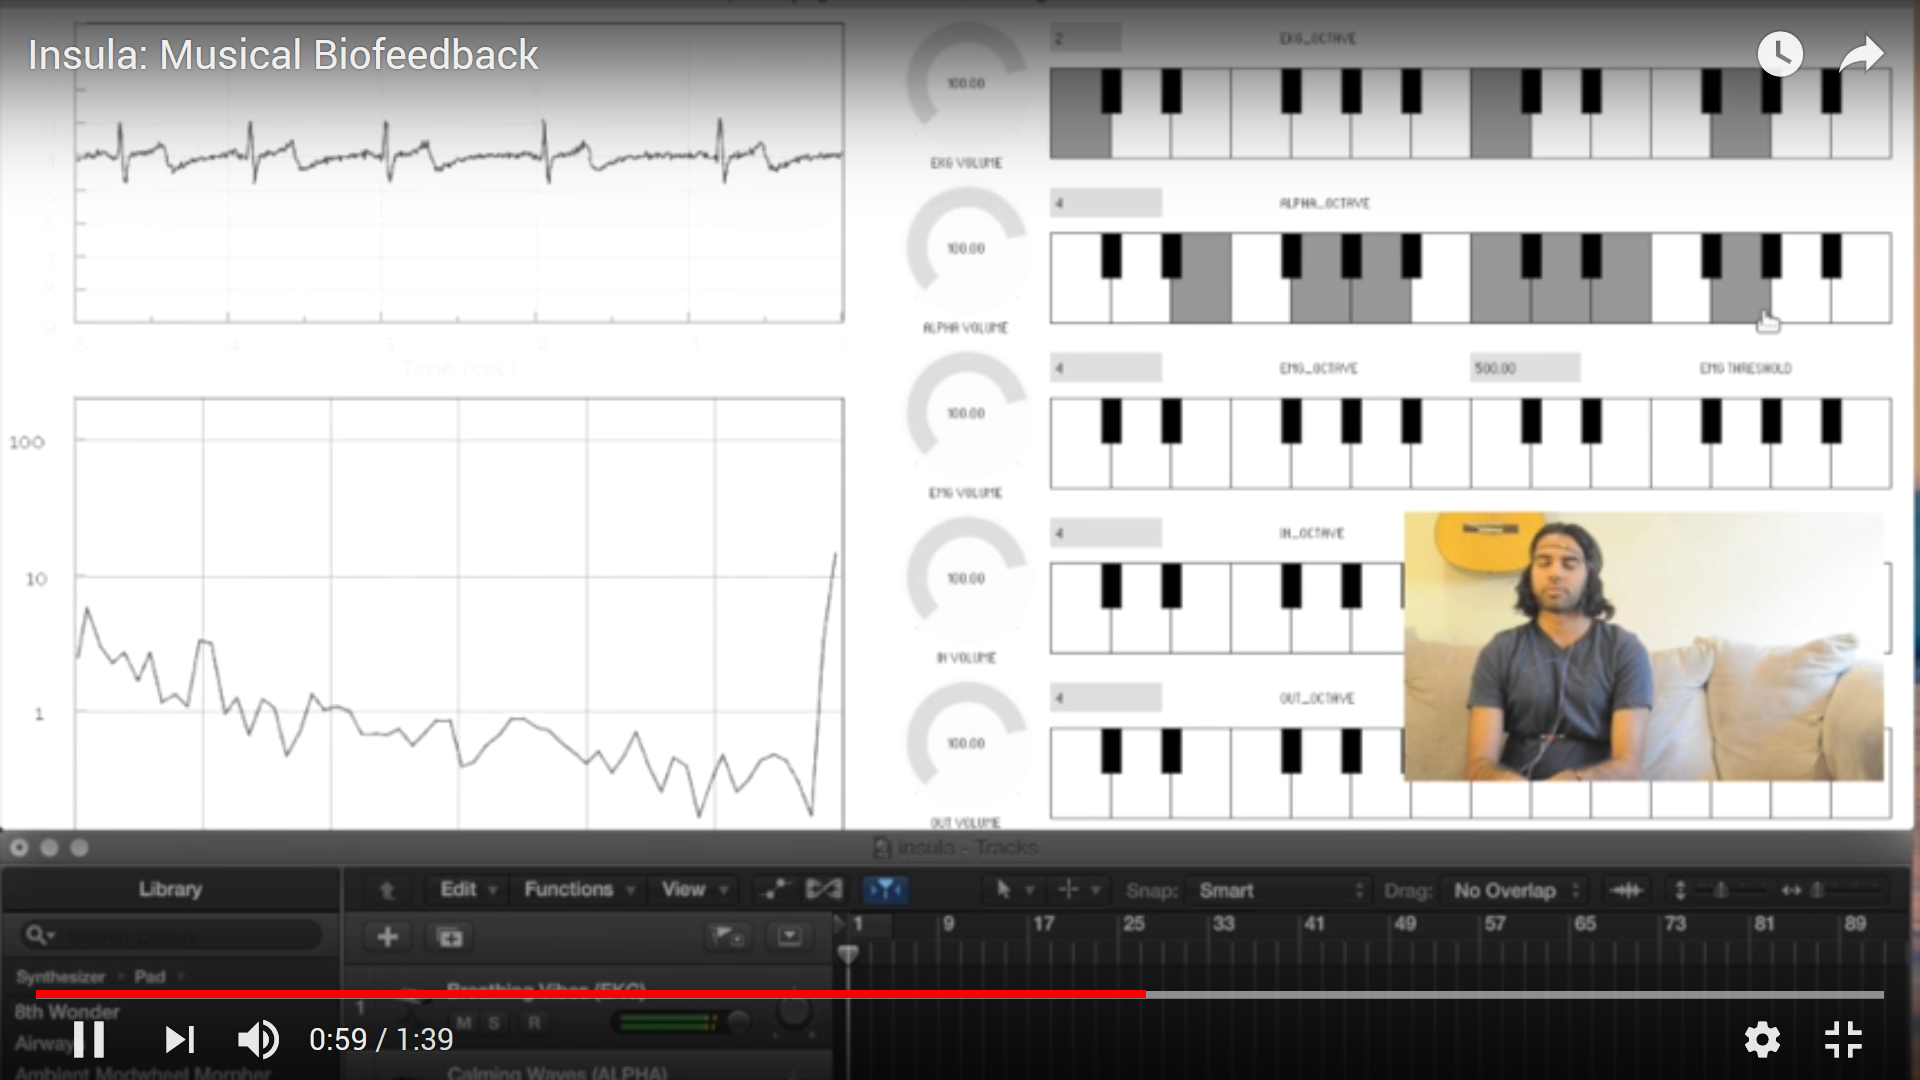 Insula: Musical Biofeedback
2
EKG_OCTAVE
100.00
EKG VOLUME
4
ALPHA_OCTAVE
100.00
ALPHA VOLUME
Time (sec)
4
EMG_OCTAVE
500.00
EMG THRESHOLD
100.00
EMG VOLUME
100
10
1
4
IN_OCTAVE
100.00
IN VOLUME
4
OUT_OCTAVE
100.00
OUT VOLUME
insula - Tracks
Library
Edit
Functions
View
Snap: Smart
Drag: No Overlap
1 9 17 25 33 41 49 57 65 73 81 89
Synthesizer
Pad
8th Wonder
Airways
Ambient Modwheel Morpher
1
Breathing Vibes (EKG)
M S R
Calming Waves (ALPHA)
0:59 / 1:39